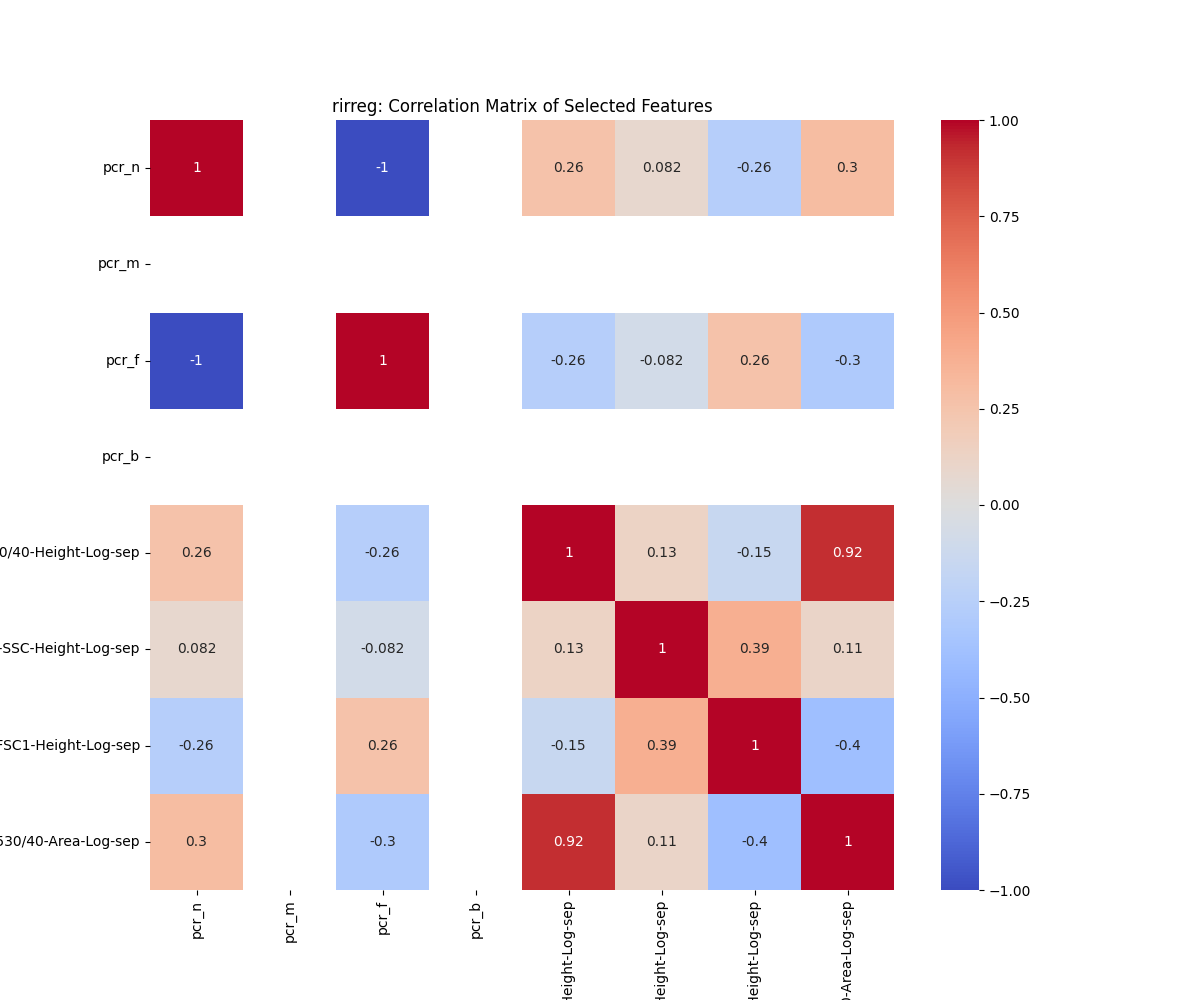 rirreg: Correlation Matrix of Selected Features
pcr_n 1 -1 0.26 0.082 -0.26 0.3
pcr_m
pcr_f -1 1 -0.26 -0.082 0.26 -0.3
pcr_b
0/40-Height-Log-sep 0.26 -0.26 1 0.13 -0.15 0.92
-SSC-Height-Log-sep 0.082 -0.082 0.13 1 0.39 0.11
FSC1-Height-Log-sep -0.26 0.26 -0.15 0.39 1 -0.4
530/40-Area-Log-sep 0.3 -0.3 0.92 0.11 -0.4 1
pcr_n
pcr_m
pcr_f
pcr_b
Height-Log-sep
Height-Log-sep
Height-Log-sep
0-Area-Log-sep
1.00
0.75
0.50
0.25
0.00
−0.25
−0.50
−0.75
−1.00